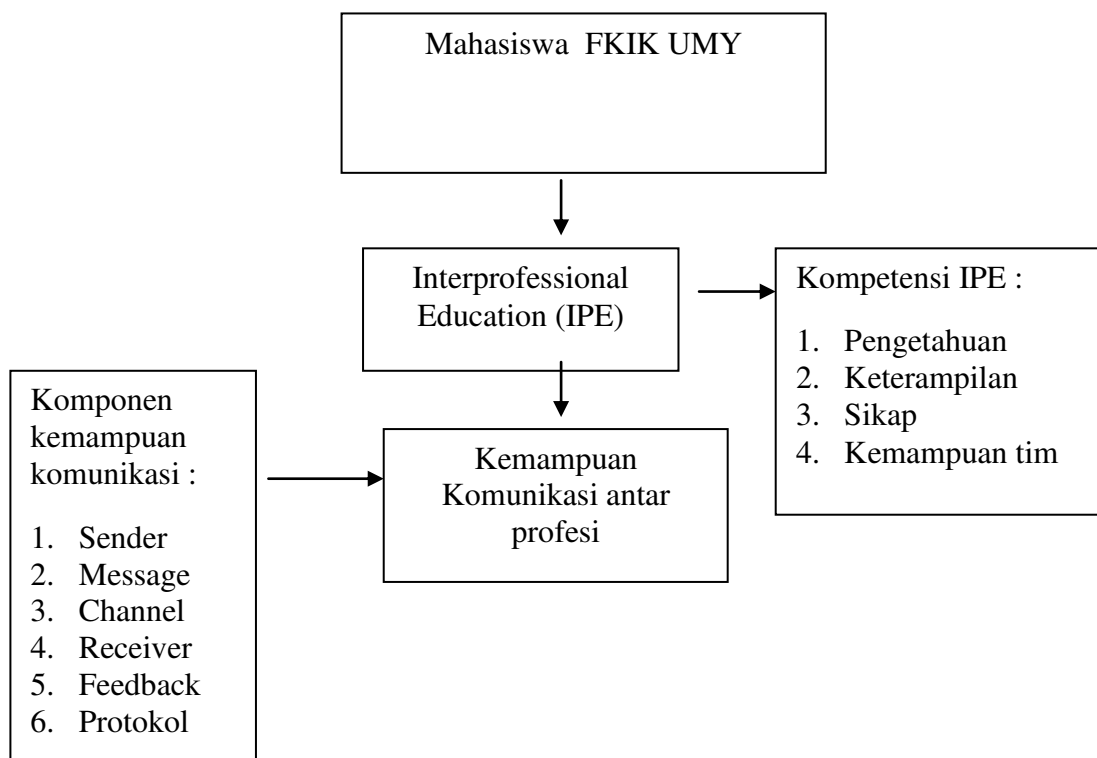 Mahasiswa FKIK UMY
Interprofessional
Education (IPE)
Kompetensi IPE :
1. Pengetahuan
2. Keterampilan
3. Sikap
4. Kemampuan tim
Komponen
kemampuan
komunikasi :
1. Sender
2. Message
3. Channel
4. Receiver
5. Feedback
6. Protokol
Kemampuan
Komunikasi antar
profesi